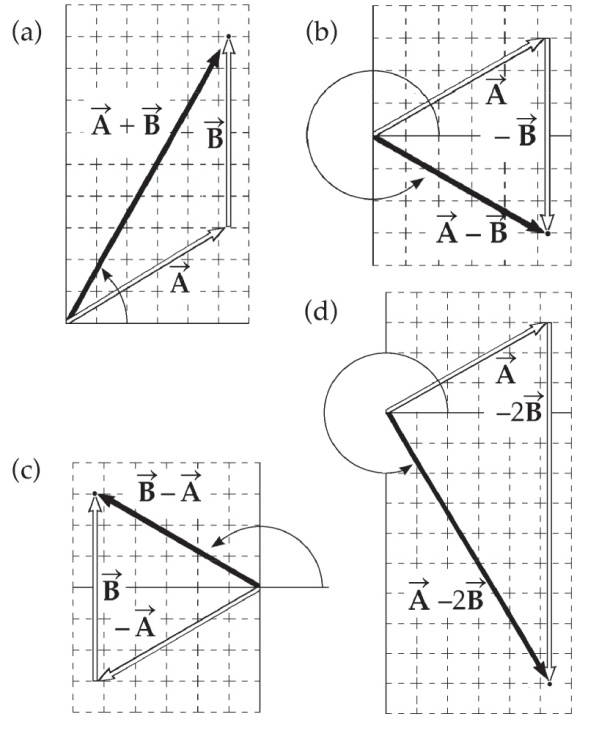 (a)
A⃗ + B⃗
B⃗
A⃗
(b)
A⃗
− B⃗
A⃗ − B⃗
(c)
B⃗ − A⃗
B⃗
− A⃗
(d)
A⃗
−2B⃗
A⃗ −2B⃗